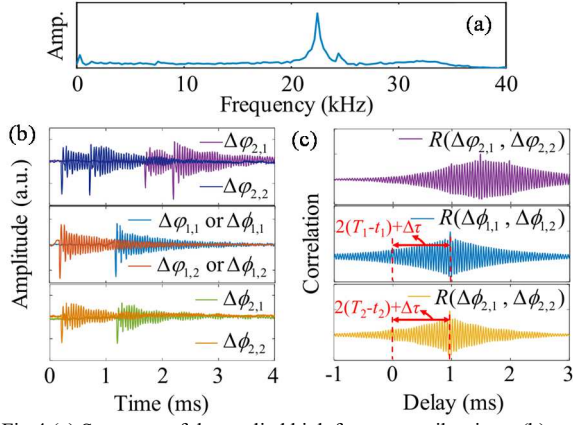 (a)
Amp.
0 10 20 30 40
Frequency (kHz)
(b)
Δφ2,1
Δφ2,2
Δφ1,1 or Δϕ1,1
Δφ1,2 or Δϕ1,2
Δϕ2,1
Δϕ2,2
Amplitude (a.u.)
0 1 2 3 4
Time (ms)
(c)
R(Δφ2,1 , Δφ2,2)
R(Δϕ1,1 , Δϕ1,2)
2(T1-t1)+Δτ
R(Δϕ2,1 , Δϕ2,2)
2(T2-t2)+Δτ
Correlation
-1 0 1 2 3
Delay (ms)